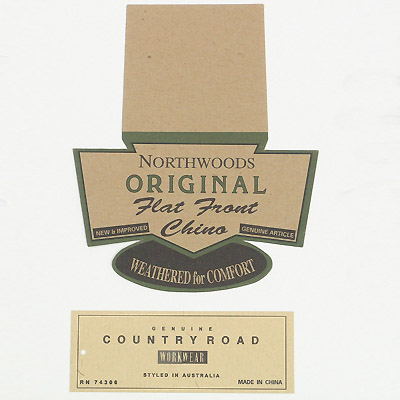 NORTHWOODS
ORIGINAL
Flat Front
Chino
NEW & IMPROVED
GENUINE ARTICLE
WEATHERED for COMFORT
GENUINE
COUNTRY ROAD
WORKWEAR
STYLED IN AUSTRALIA
RN 74306
MADE IN CHINA